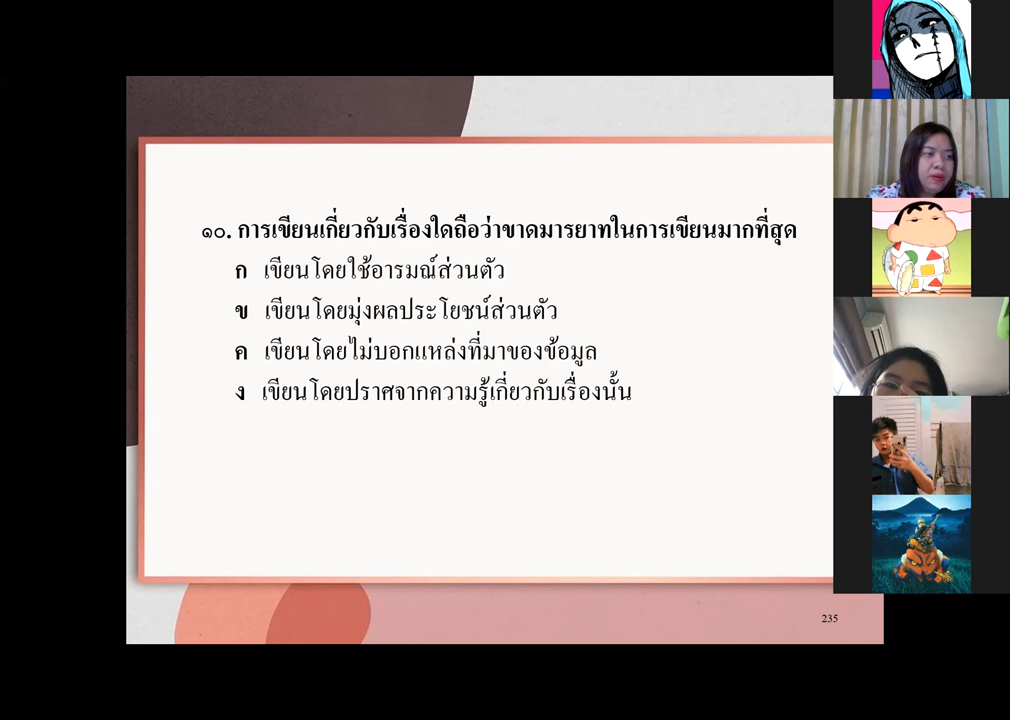 ๑๐. การเขียนเกี่ยวกับเรื่องใดถือว่าขาดมารยาทในการเขียนมากที่สุด
ก เขียนโดยใช้อารมณ์ส่วนตัว
ข เขียนโดยมุ่งผลประโยชน์ส่วนตัว
ค เขียนโดยไม่บอกแหล่งที่มาของข้อมูล
ง เขียนโดยปราศจากความรู้เกี่ยวกับเรื่องนั้น
235